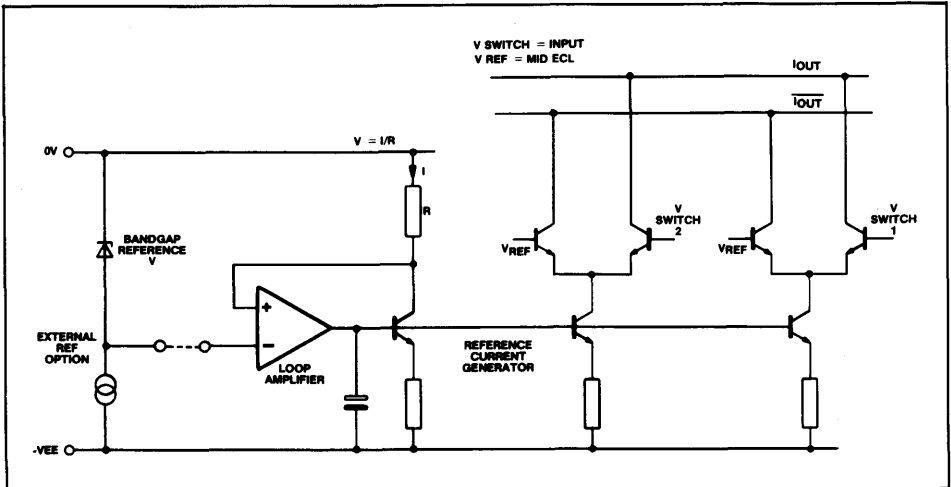 V SWITCH = INPUT
V REF = MID ECL
IOUT
IOUT
0V
V = I/R
I
R
BANDGAP
REFERENCE
V
V
SWITCH
2
V
SWITCH
1
VREF
VREF
EXTERNAL
REF
OPTION
+
−
LOOP
AMPLIFIER
REFERENCE
CURRENT
GENERATOR
-VEE